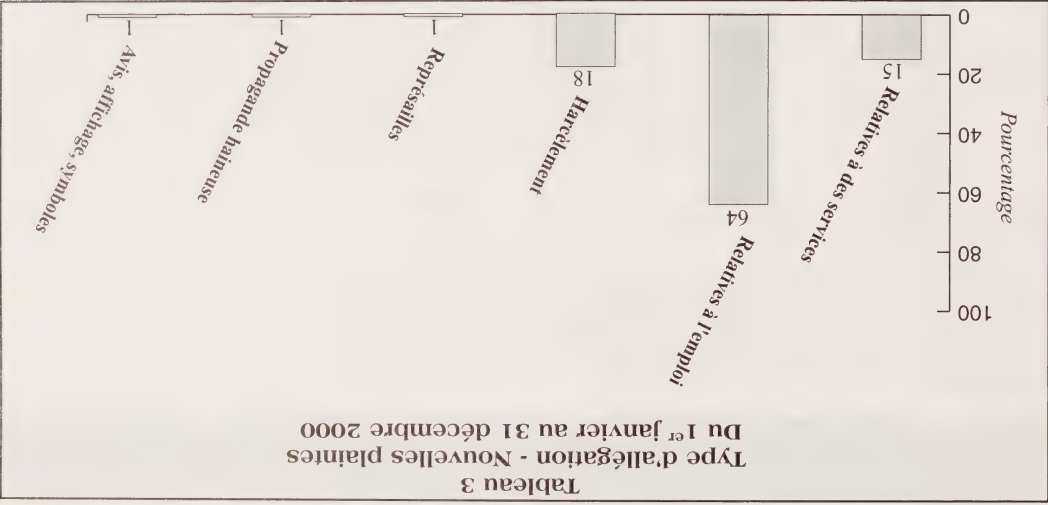 Tableau 3
Type d'allégation - Nouvelles plaintes
Du 1er janvier au 31 décembre 2000
Pourcentage
100
80
60
40
20
0
Relatives à des services
15
Relatives à l'emploi
64
Harcèlement
18
Représailles
1
Propagande haineuse
1
Avis, affichage, symboles
1